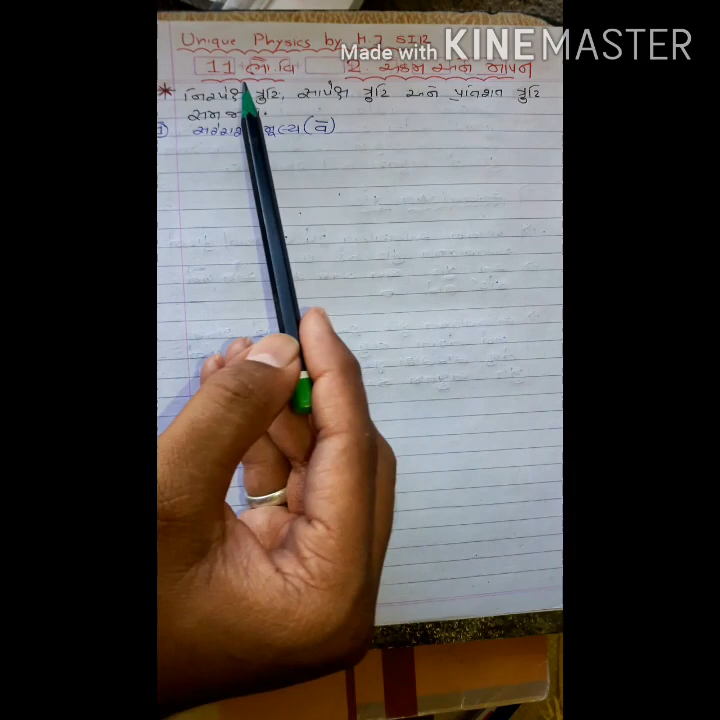 Unique Physics by H.J SIR
Made with KINEMASTER
11 ભૌ.વિ 2. એકમ અને માપન
* નિરપેક્ષ ત્રુટિ, સાપેક્ષ ત્રુટિ અને પ્રતિશત ત્રુટિ
સમજાવો.
1) સરેરાશ મૂલ્ય (ā)